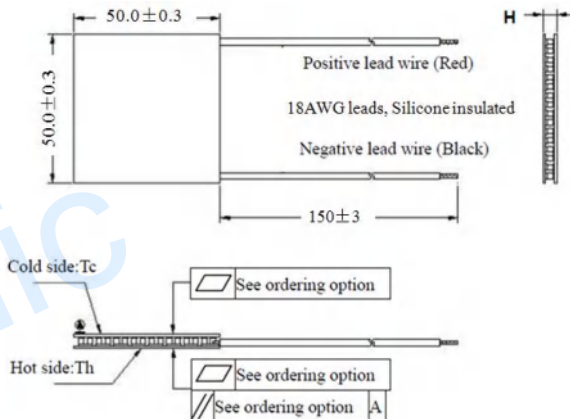 50.0±0.3
H
50.0±0.3
Positive lead wire (Red)
18AWG leads, Silicone insulated
Negative lead wire (Black)
150±3
nic
Cold side:Tc
See ordering option
A
Hot side:Th
See ordering option
See ordering option A